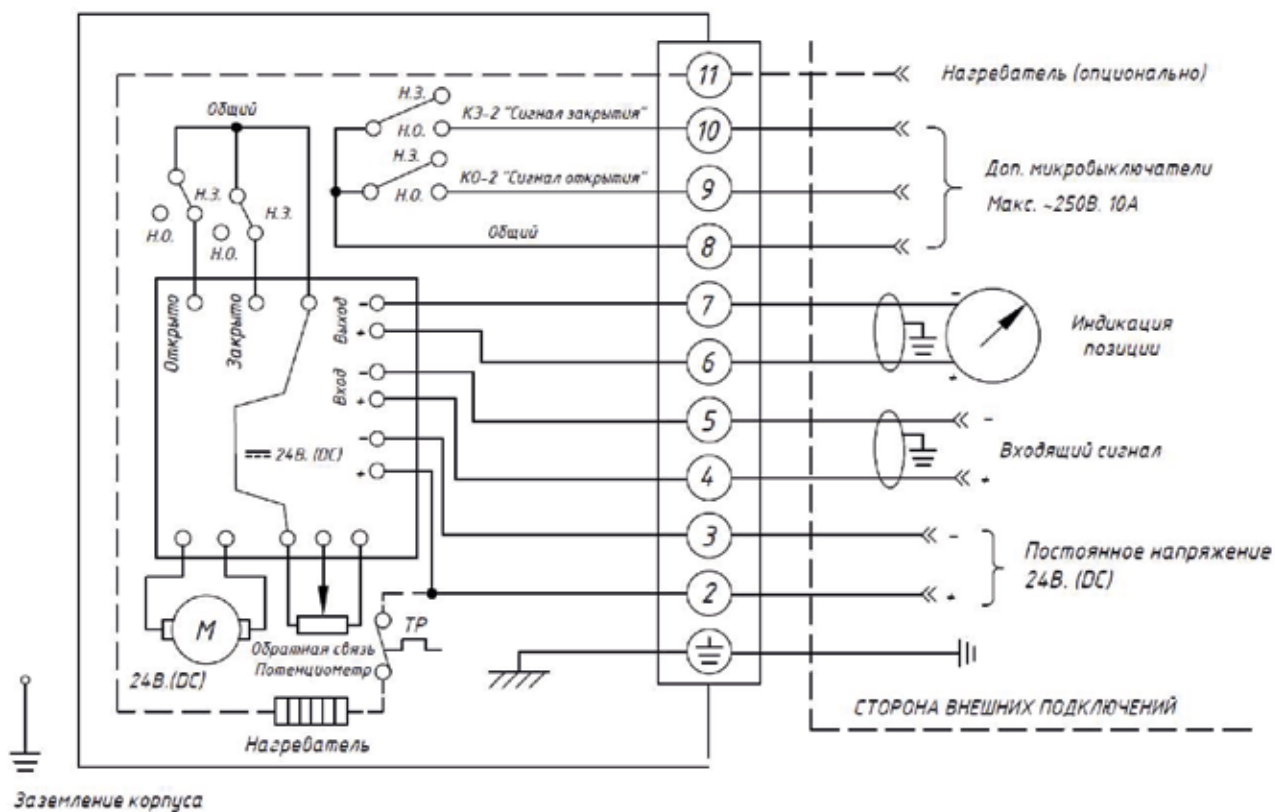 11
Нагреватель (опционально)
Н.З.
КЗ-2 "Сигнал закрытия"
Н.О.
10
Общий
Н.З.
КО-2 "Сигнал открытия"
Н.О.
9
Доп. микровыключатели
Макс. ~250В. 10А
Общий
8
Н.З.
Н.О.
Н.З.
Н.О.
Открыто
Закрыто
-
+
Выход
7
6
-
+
Индикация
позиции
-
+
Вход
5
4
-
+
Входящий сигнал
24В. (DC)
-
+
3
2
-
+
Постоянное напряжение
24В. (DC)
М
24В.(DC)
Обратная связь
Потенциометр
ТР
Нагреватель
СТОРОНА ВНЕШНИХ ПОДКЛЮЧЕНИЙ
Заземление корпуса